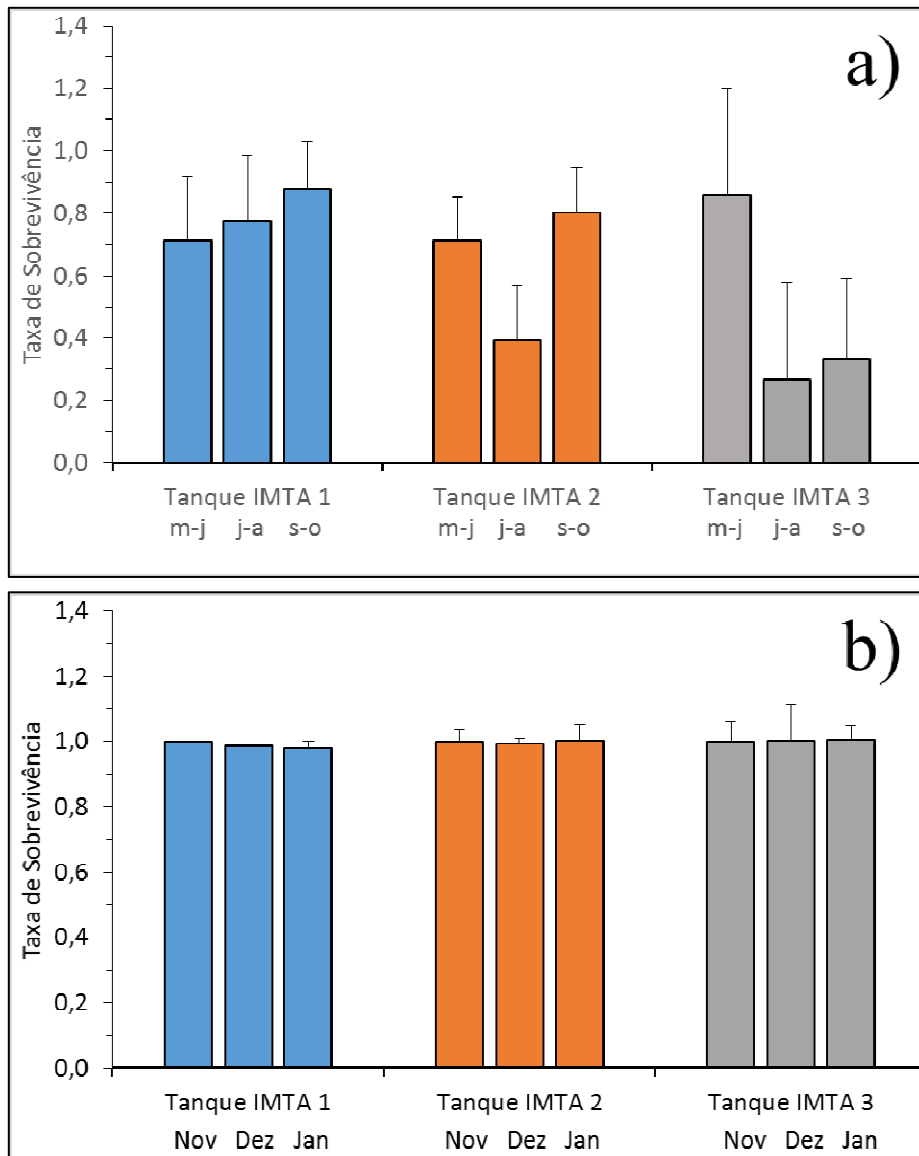 a)
Taxa de Sobrevivência
1,4
1,2
1,0
0,8
0,6
0,4
0,2
0,0
Tanque IMTA 1 Tanque IMTA 2 Tanque IMTA 3
m-j j-a s-o m-j j-a s-o m-j j-a s-o
b)
Taxa de Sobrevivência
1,4
1,2
1,0
0,8
0,6
0,4
0,2
0,0
Tanque IMTA 1 Tanque IMTA 2 Tanque IMTA 3
Nov Dez Jan Nov Dez Jan Nov Dez Jan